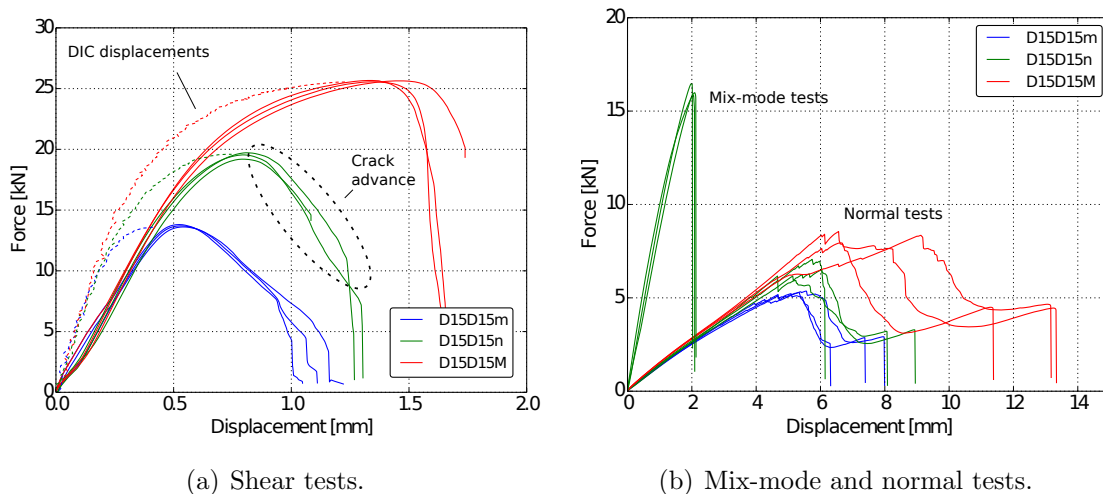 30
25
20
15
10
5
0
0.0
0.5
1.0
1.5
2.0
Force [kN]
Displacement [mm]
DIC displacements
Crack
advance
D15D15m
D15D15n
D15D15M
(a) Shear tests.
20
15
10
5
0
0
2
4
6
8
10
12
14
Force [kN]
Displacement [mm]
Mix-mode tests
Normal tests
D15D15m
D15D15n
D15D15M
(b) Mix-mode and normal tests.